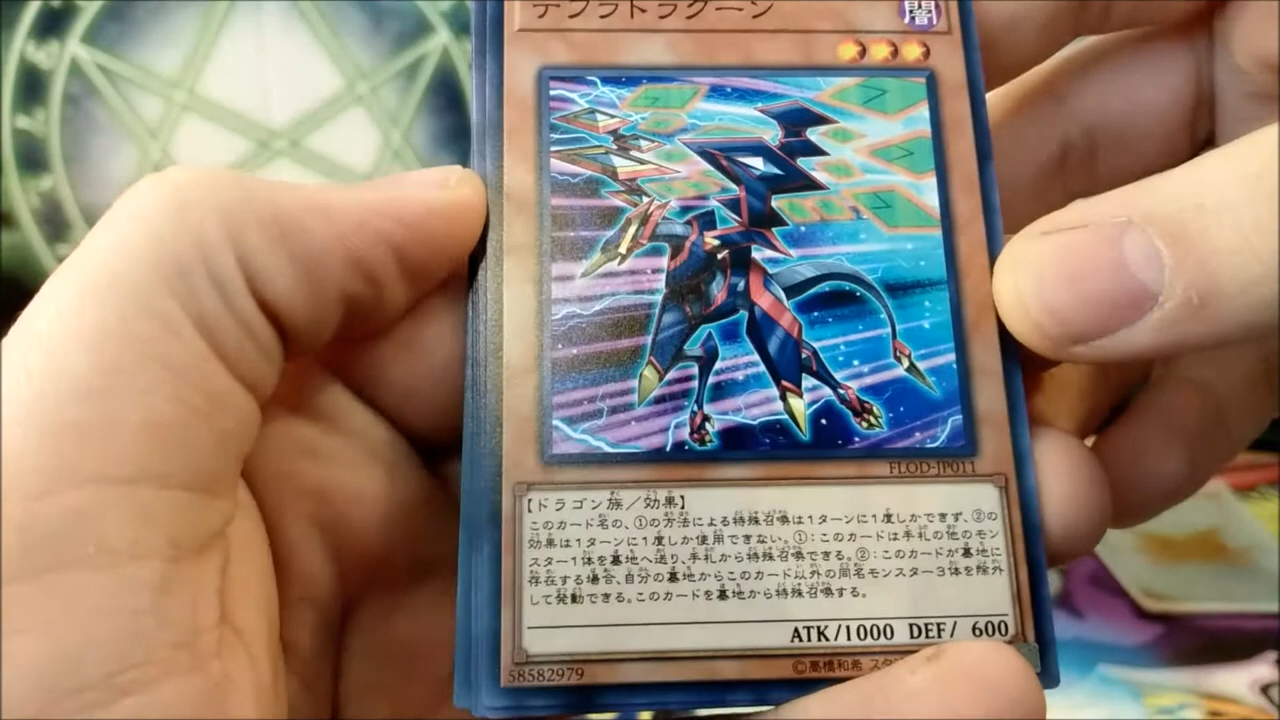 デフラドラグーン
闇
FLOD-JP011
【ドラゴン族／効果】
このカード名の、①の方法による特殊召喚は1ターンに1度しかできず、②の
効果は1ターンに1度しか使用できない。①：このカードは手札の他のモン
スター1体を墓地へ送り、手札から特殊召喚できる。②：このカードが墓地に
存在する場合、自分の墓地からこのカード以外の同名モンスター3体を除外
して発動できる。このカードを墓地から特殊召喚する。
ATK/1000 DEF/ 600
58582979
©高橋和希 スタ